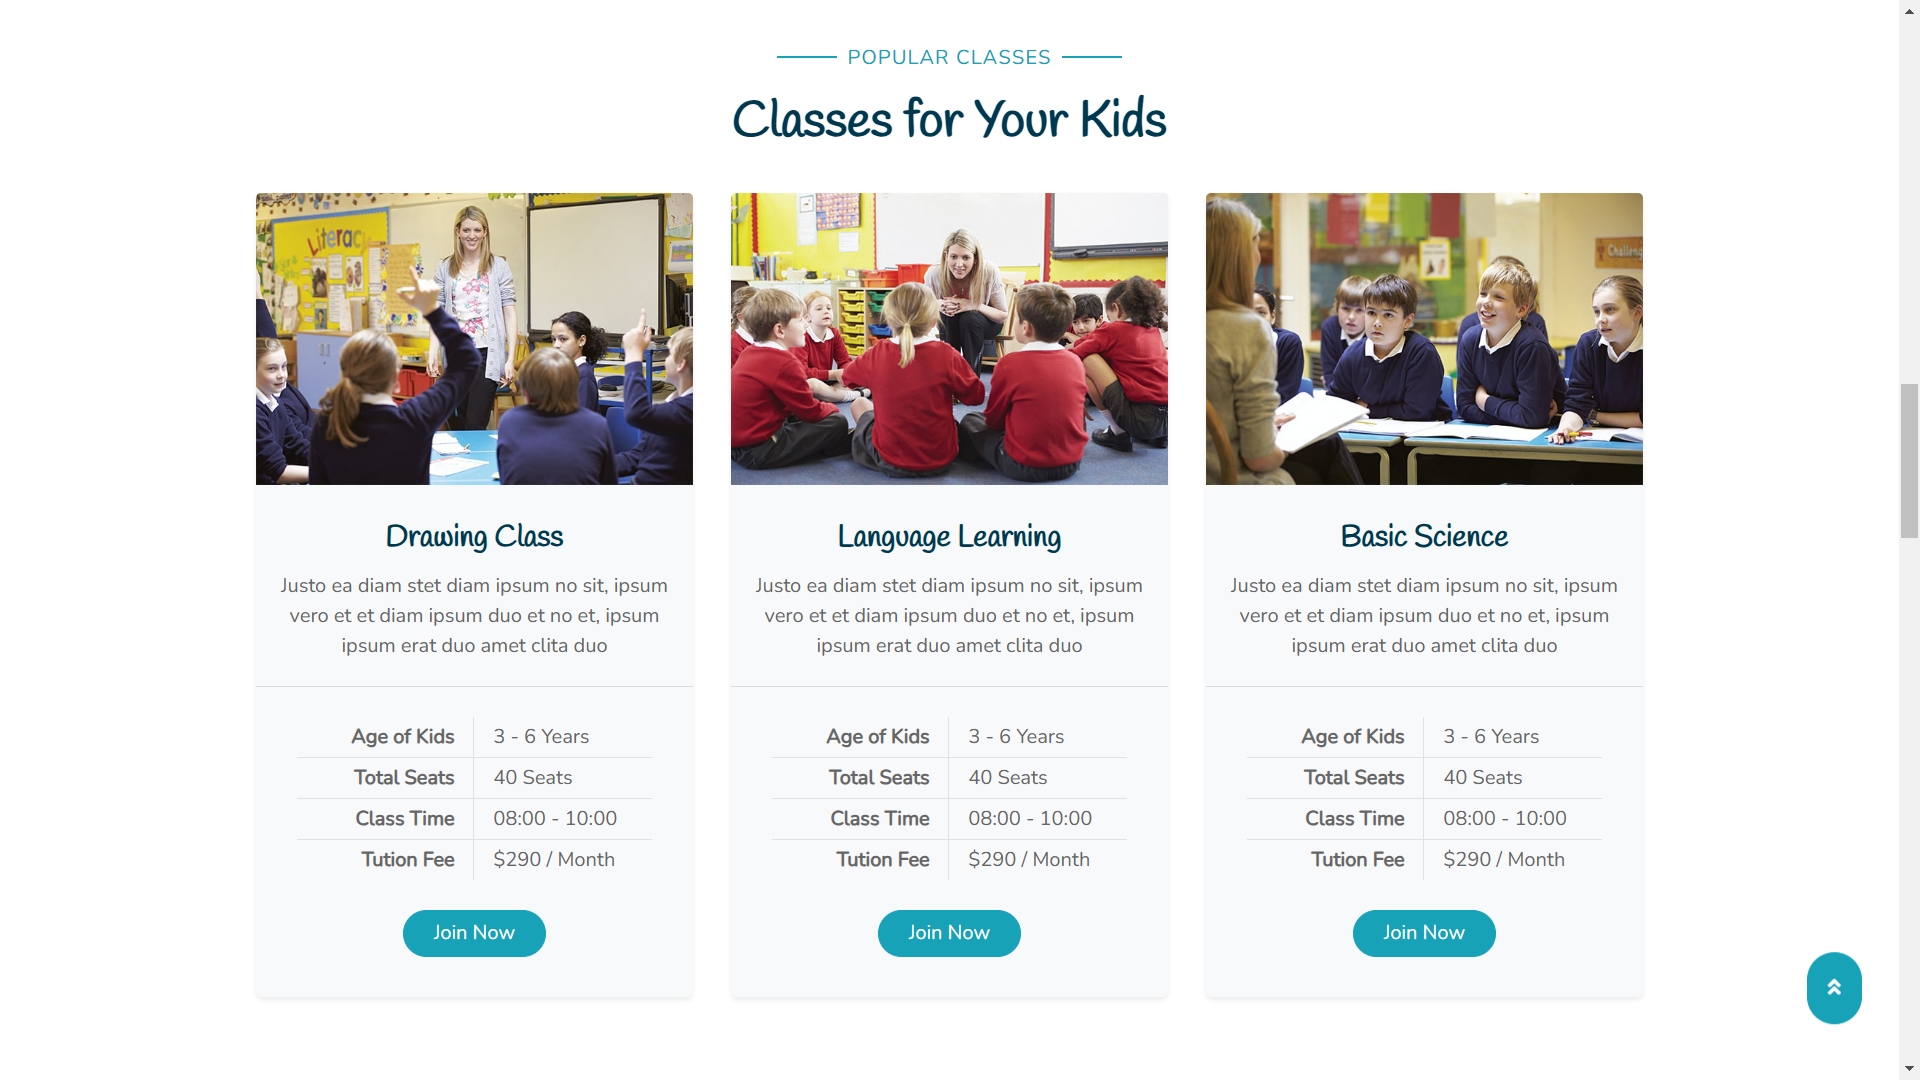 POPULAR CLASSES
Classes for Your Kids
Literacy
Challeng
Drawing Class
Justo ea diam stet diam ipsum no sit, ipsum
vero et et diam ipsum duo et no et, ipsum
ipsum erat duo amet clita duo
Age of Kids 3 - 6 Years
Total Seats 40 Seats
Class Time 08:00 - 10:00
Tution Fee $290 / Month
Join Now
Language Learning
Justo ea diam stet diam ipsum no sit, ipsum
vero et et diam ipsum duo et no et, ipsum
ipsum erat duo amet clita duo
Age of Kids 3 - 6 Years
Total Seats 40 Seats
Class Time 08:00 - 10:00
Tution Fee $290 / Month
Join Now
Basic Science
Justo ea diam stet diam ipsum no sit, ipsum
vero et et diam ipsum duo et no et, ipsum
ipsum erat duo amet clita duo
Age of Kids 3 - 6 Years
Total Seats 40 Seats
Class Time 08:00 - 10:00
Tution Fee $290 / Month
Join Now